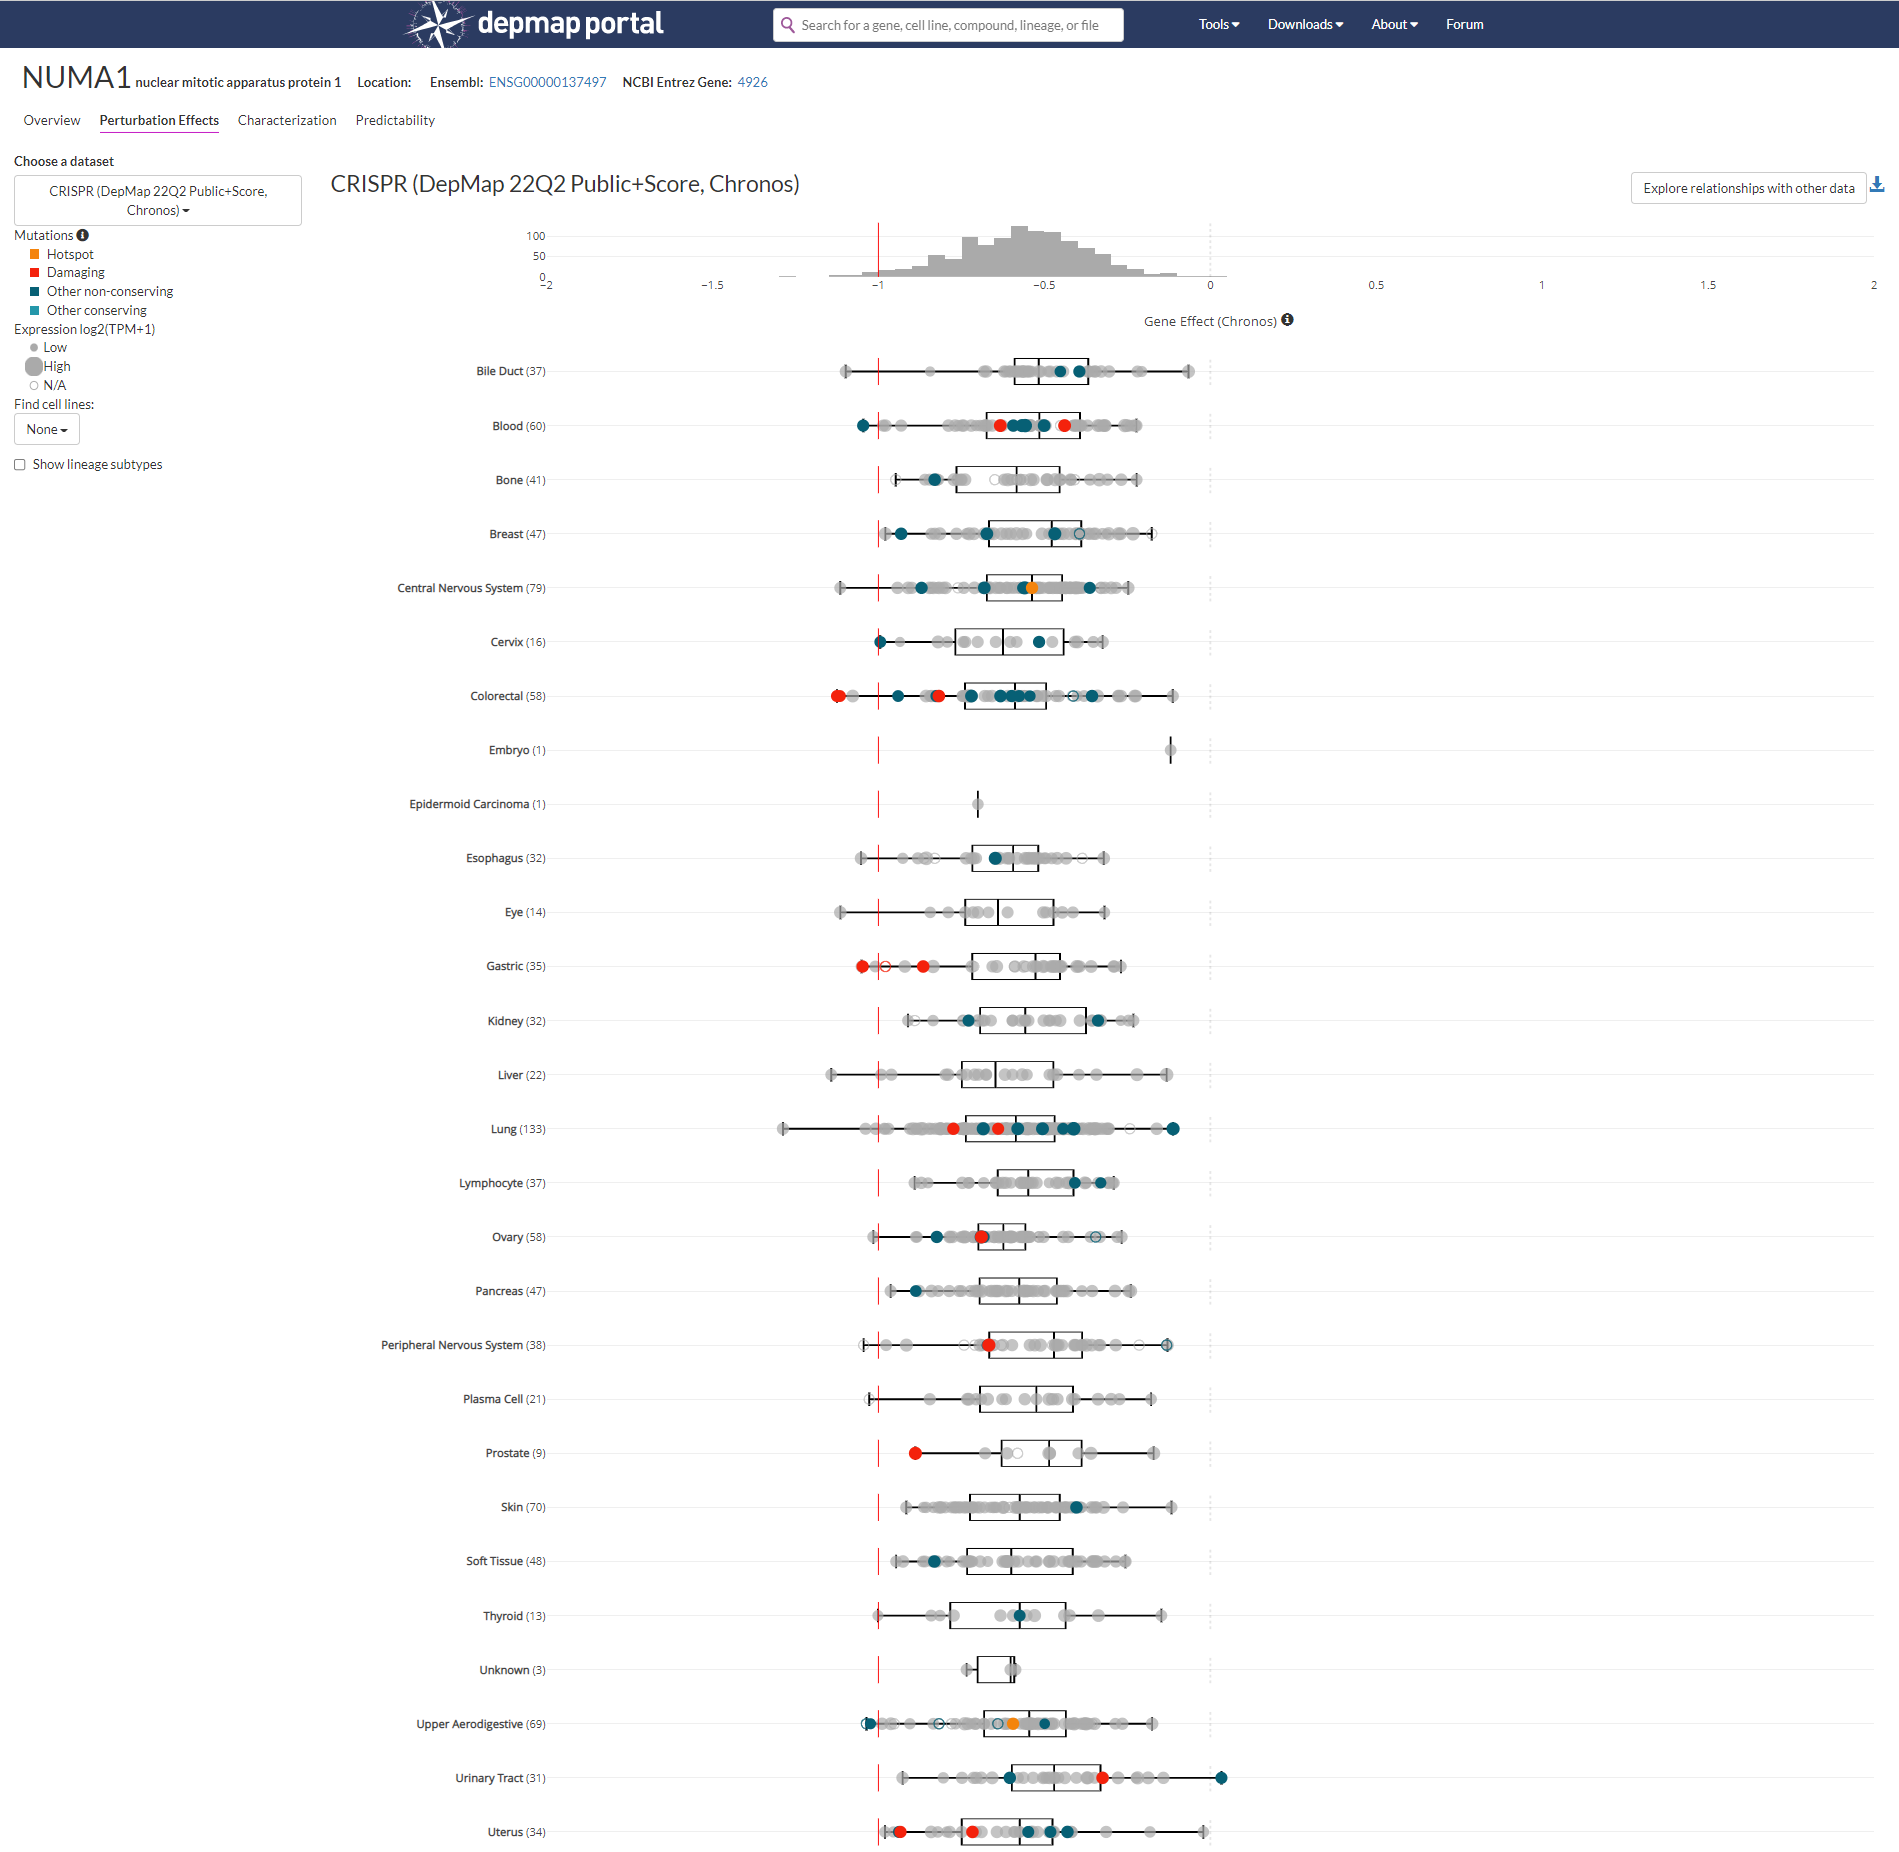 depmap portal
Search for a gene, cell line, compound, lineage, or file
Tools Downloads About Forum
NUMA1 nuclear mitotic apparatus protein 1 Location: Ensembl: ENSG00000137497 NCBI Entrez Gene: 4926
Overview Perturbation Effects Characterization Predictability
Choose a dataset
CRISPR (DepMap 22Q2 Public+Score,
Chronos)
Mutations
Hotspot
Damaging
Other non-conserving
Other conserving
Expression log2(TPM+1)
Low
High
N/A
Find cell lines:
None
Show lineage subtypes
CRISPR (DepMap 22Q2 Public+Score, Chronos)
Explore relationships with other data
100
50
0
−2 −1.5 −1 −0.5 0 0.5 1 1.5 2
Gene Effect (Chronos)
Bile Duct (37)
Blood (60)
Bone (41)
Breast (47)
Central Nervous System (79)
Cervix (16)
Colorectal (58)
Embryo (1)
Epidermoid Carcinoma (1)
Esophagus (32)
Eye (14)
Gastric (35)
Kidney (32)
Liver (22)
Lung (133)
Lymphocyte (37)
Ovary (58)
Pancreas (47)
Peripheral Nervous System (38)
Plasma Cell (21)
Prostate (9)
Skin (70)
Soft Tissue (48)
Thyroid (13)
Unknown (3)
Upper Aerodigestive (69)
Urinary Tract (31)
Uterus (34)